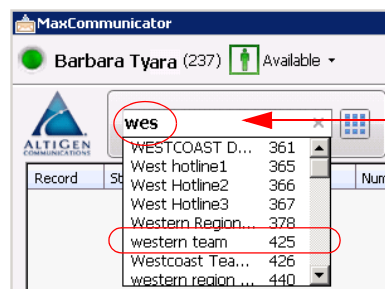 MaxCommunicator
Barbara Tyara (237) Available
wes
ALTIGEN
COMMUNICATIONS
WESTCOAST D... 361
West hotline1 365
West Hotline2 366
West Hotline3 367
Western Region... 378
western team 425
Westcoast Tea... 426
western region ... 440
Record St Num